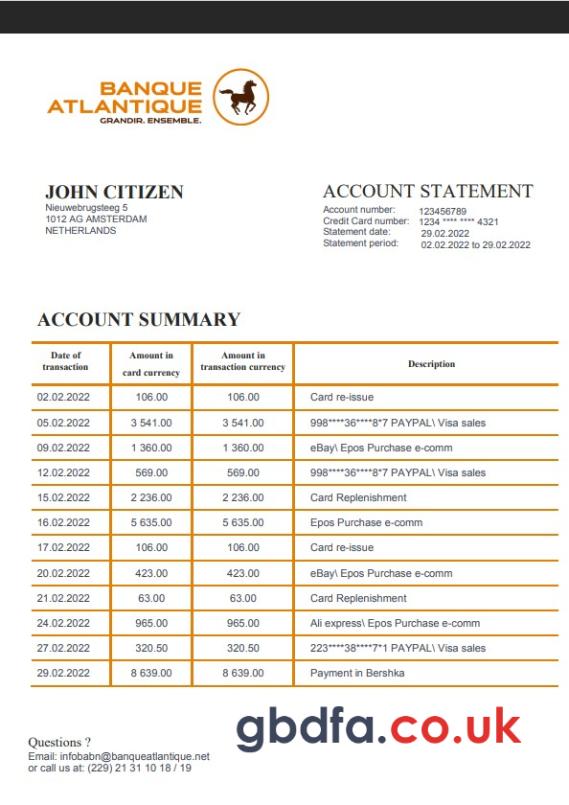 BANQUE
ATLANTIQUE
GRANDIR. ENSEMBLE.
JOHN CITIZEN
Nieuwebrugsteeg 5
1012 AG AMSTERDAM
NETHERLANDS
ACCOUNT STATEMENT
Account number: 123456789
Credit Card number: 1234 **** **** 4321
Statement date: 29.02.2022
Statement period: 02.02.2022 to 29.02.2022
ACCOUNT SUMMARY
Date of transaction Amount in card currency Amount in transaction currency Description
02.02.2022 106.00 106.00 Card re-issue
05.02.2022 3 541.00 3 541.00 998****36****8*7 PAYPAL\ Visa sales
09.02.2022 1 360.00 1 360.00 eBay\ Epos Purchase e-comm
12.02.2022 569.00 569.00 998****36****8*7 PAYPAL\ Visa sales
15.02.2022 2 236.00 2 236.00 Card Replenishment
16.02.2022 5 635.00 5 635.00 Epos Purchase e-comm
17.02.2022 106.00 106.00 Card re-issue
20.02.2022 423.00 423.00 eBay\ Epos Purchase e-comm
21.02.2022 63.00 63.00 Card Replenishment
24.02.2022 965.00 965.00 Ali express\ Epos Purchase e-comm
27.02.2022 320.50 320.50 223****38****7*1 PAYPAL\ Visa sales
29.02.2022 8 639.00 8 639.00 Payment in Bershka
gbdfa.co.uk
Questions ?
Email: infobabn@banqueatlantique.net
or call us at: (229) 21 31 10 18 / 19